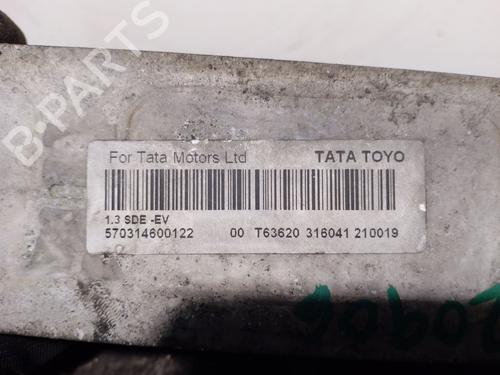 For Tata Motors Ltd TATA TOYO
1.3 SDE -EV
570314600122 00 T63620 316041 210019
B-PARTS